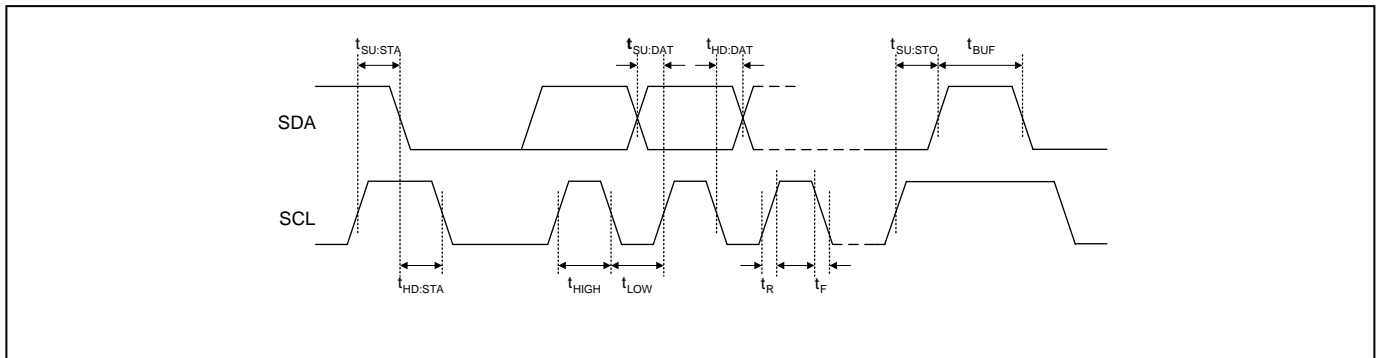 tSU:STA tSU:DAT tHD:DAT tSU:STO tBUF
SDA
SCL
tHD:STA tHIGH tLOW tR tF